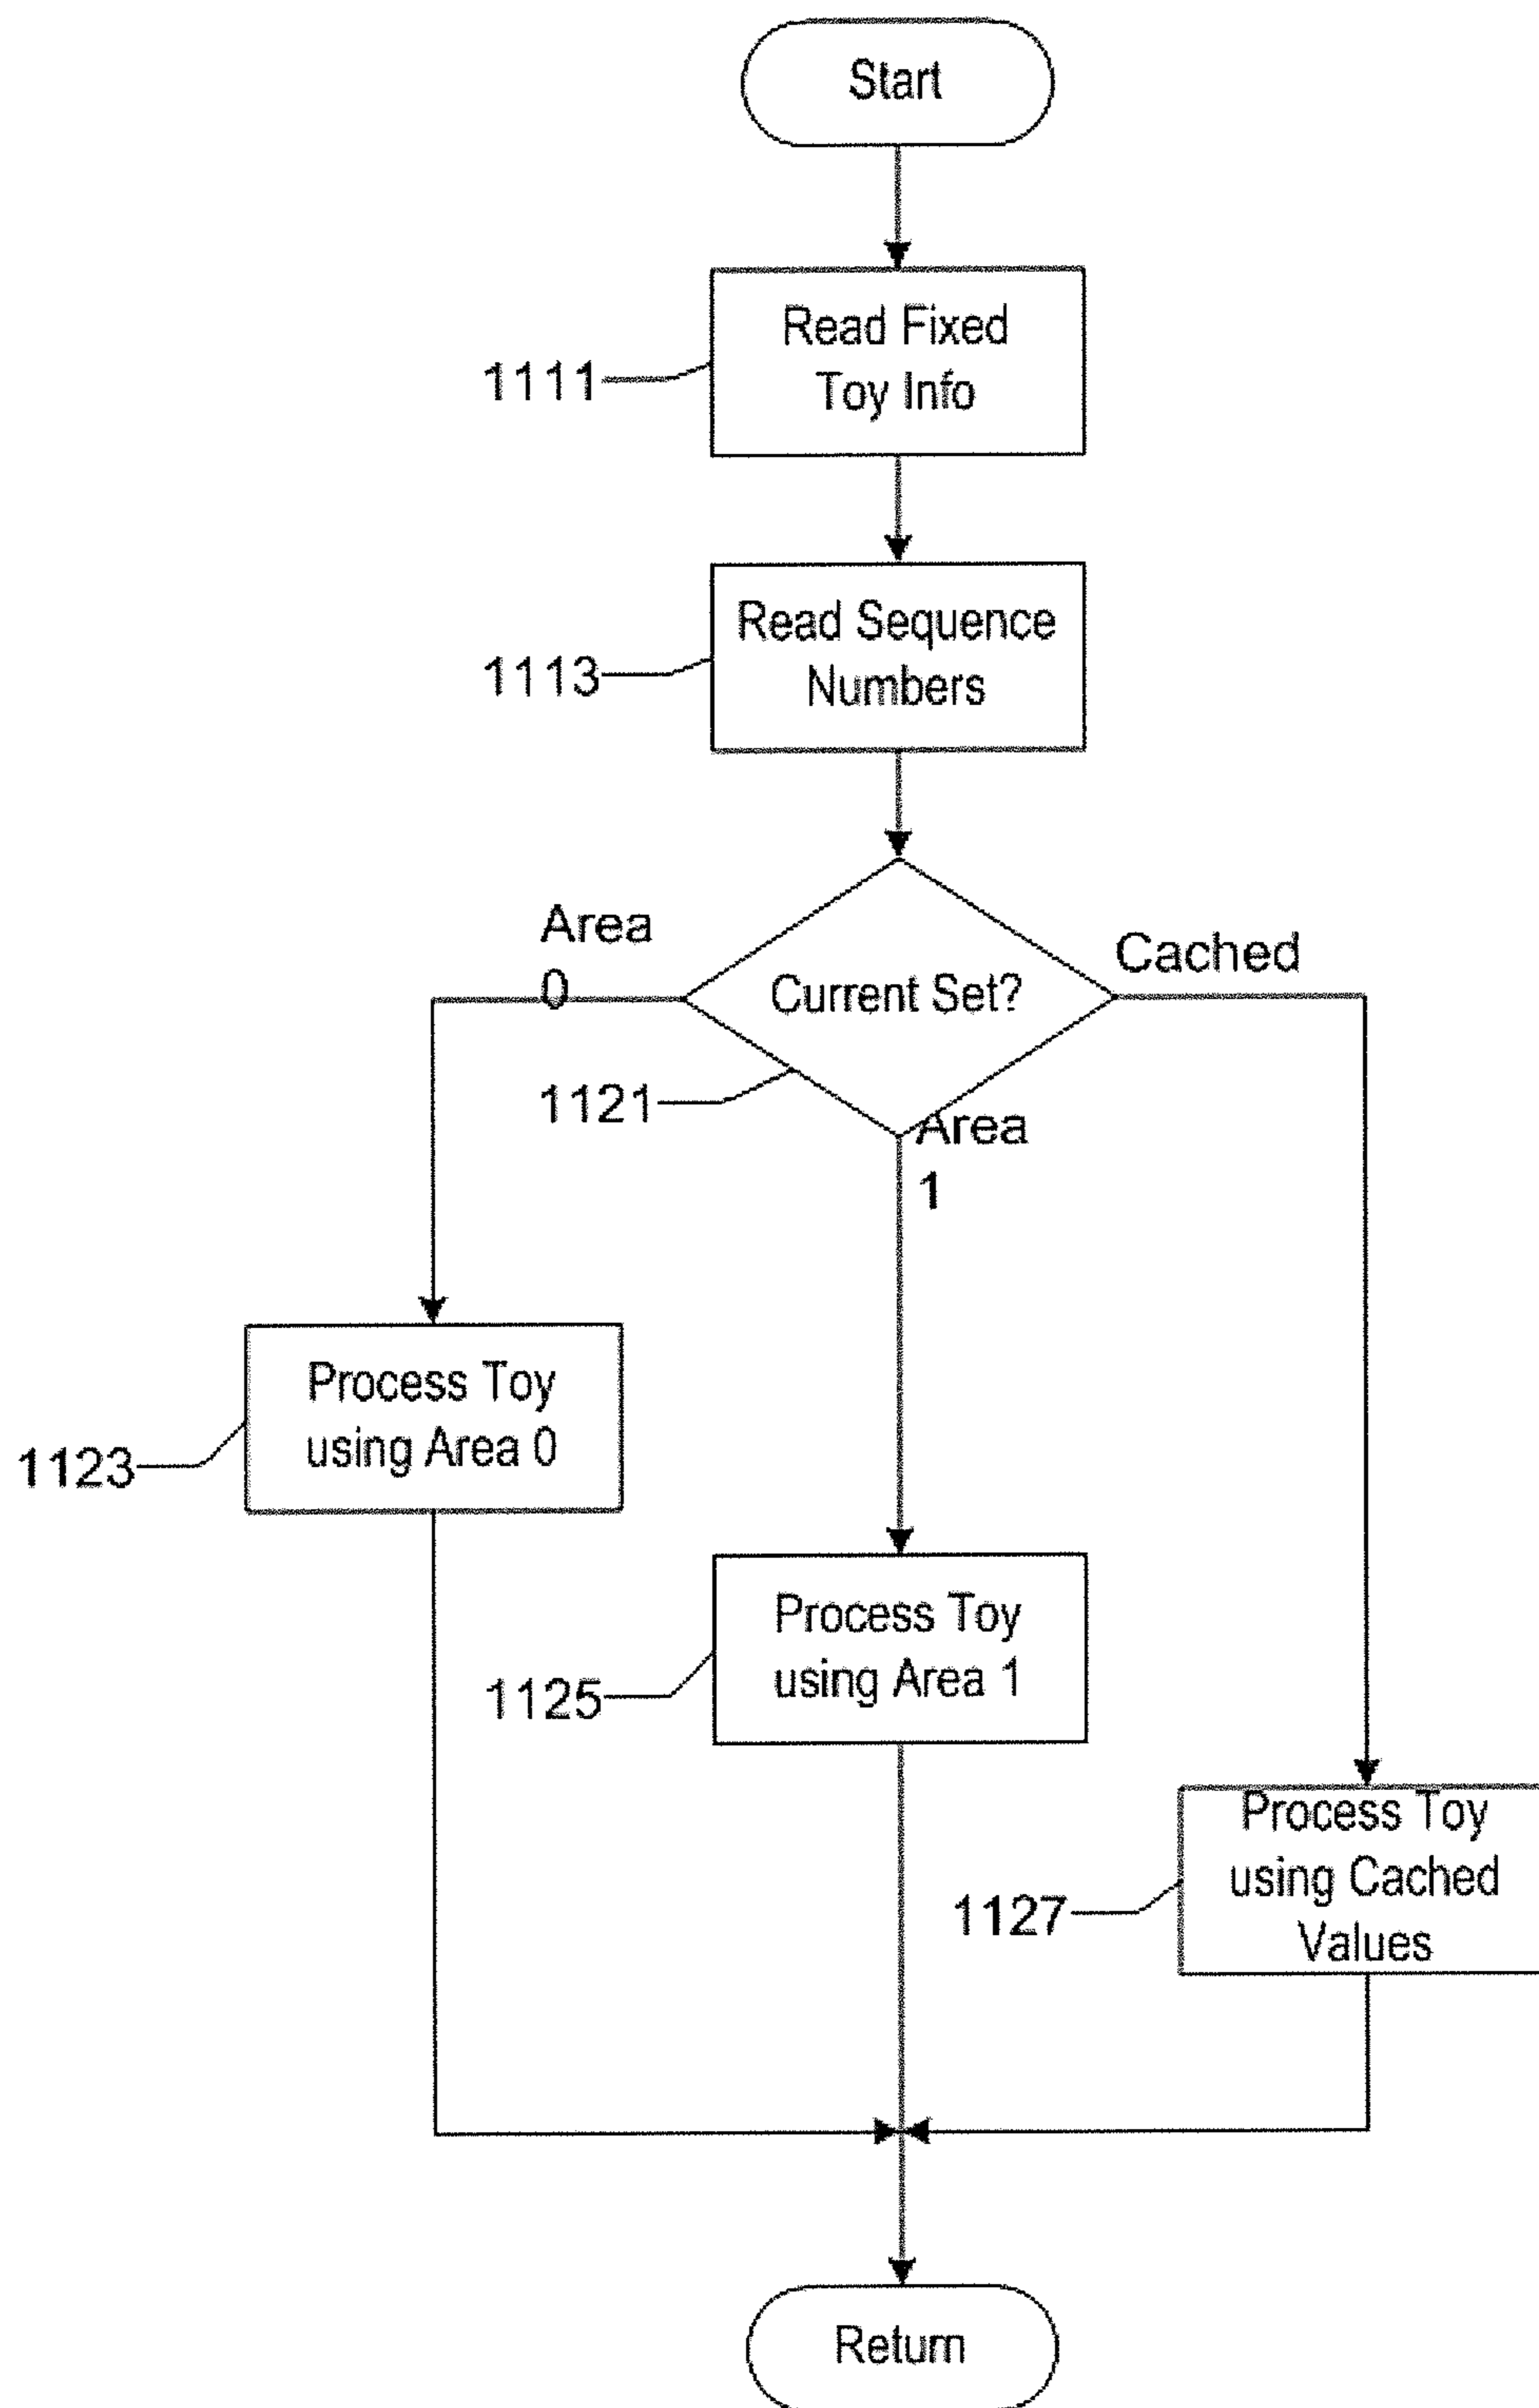 Start
Read Fixed
Toy Info
1111
Read Sequence
Numbers
1113
Area
0
Current Set?
Cached
1121
Area
1
Process Toy
using Area 0
1123
Process Toy
using Area 1
1125
Process Toy
using Cached
Values
1127
Return